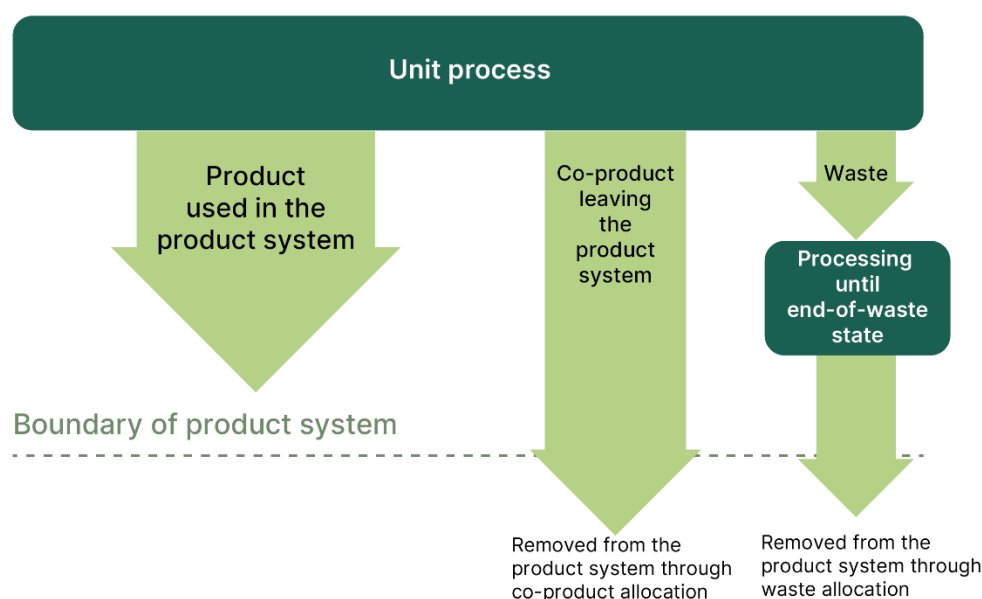 Unit process
Product
used in the
product system
Co-product
leaving
the
product
system
Waste
Processing
until
end-of-waste
state
Boundary of product system
Removed from the
product system through
co-product allocation
Removed from the
product system through
waste allocation